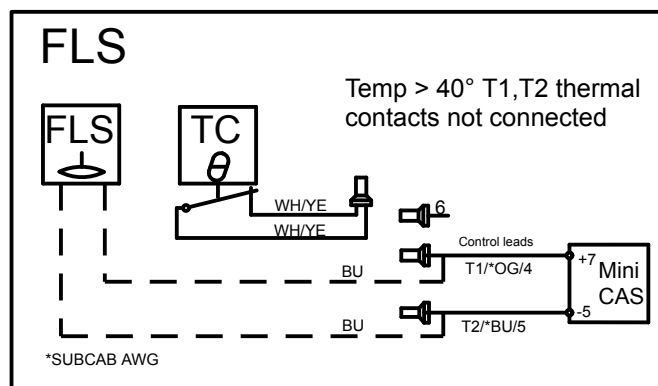 FLS
FLS
TC
Temp > 40° T1,T2 thermal
contacts not connected
WH/YE
WH/YE
6
Control leads
T1/*OG/4
+7
Mini
CAS
BU
-5
T2/*BU/5
BU
*SUBCAB AWG